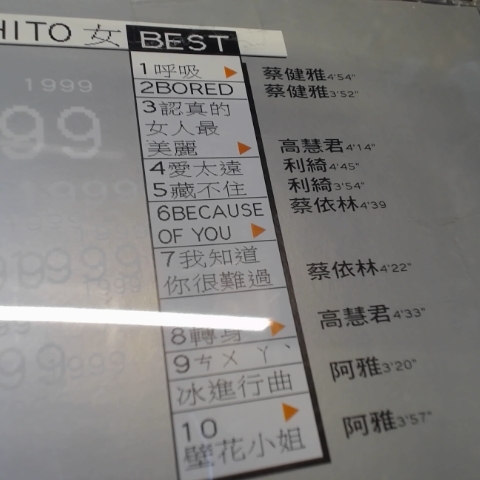 HITO 女 BEST
1999
99
1呼吸 蔡健雅4'54"
2BORED 蔡健雅3'52"
3認真的
女人最
美麗 高慧君4'14"
4愛太遠 利綺4'45"
5藏不住 利綺3'54"
6BECAUSE 蔡依林4'39
OF YOU
7我知道
你很難過 蔡依林4'22"
8轉身 高慧君4'33"
9ㄘㄨㄚˋ
冰進行曲 阿雅3'20"
10
壁花小姐 阿雅3'57"